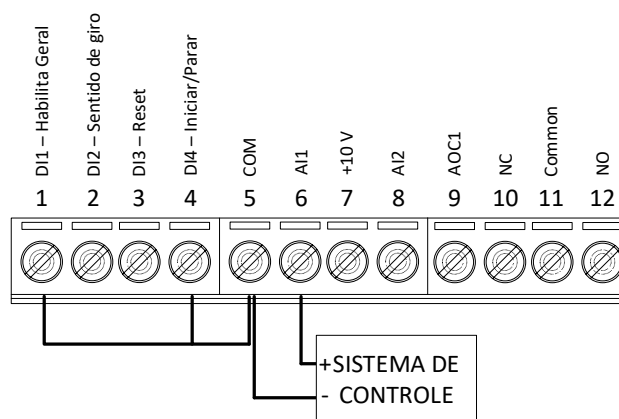 DI1 – Habilita Geral
DI2 – Sentido de giro
DI3 – Reset
DI4 – Iniciar/Parar
COM
AI1
+10 V
AI2
AOC1
NC
Common
NO
1 2 3 4 5 6 7 8 9 10 11 12
+SISTEMA DE
- CONTROLE